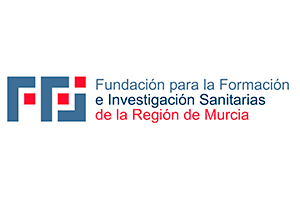 Fundación para la Formación
e Investigación Sanitarias
de la Región de Murcia